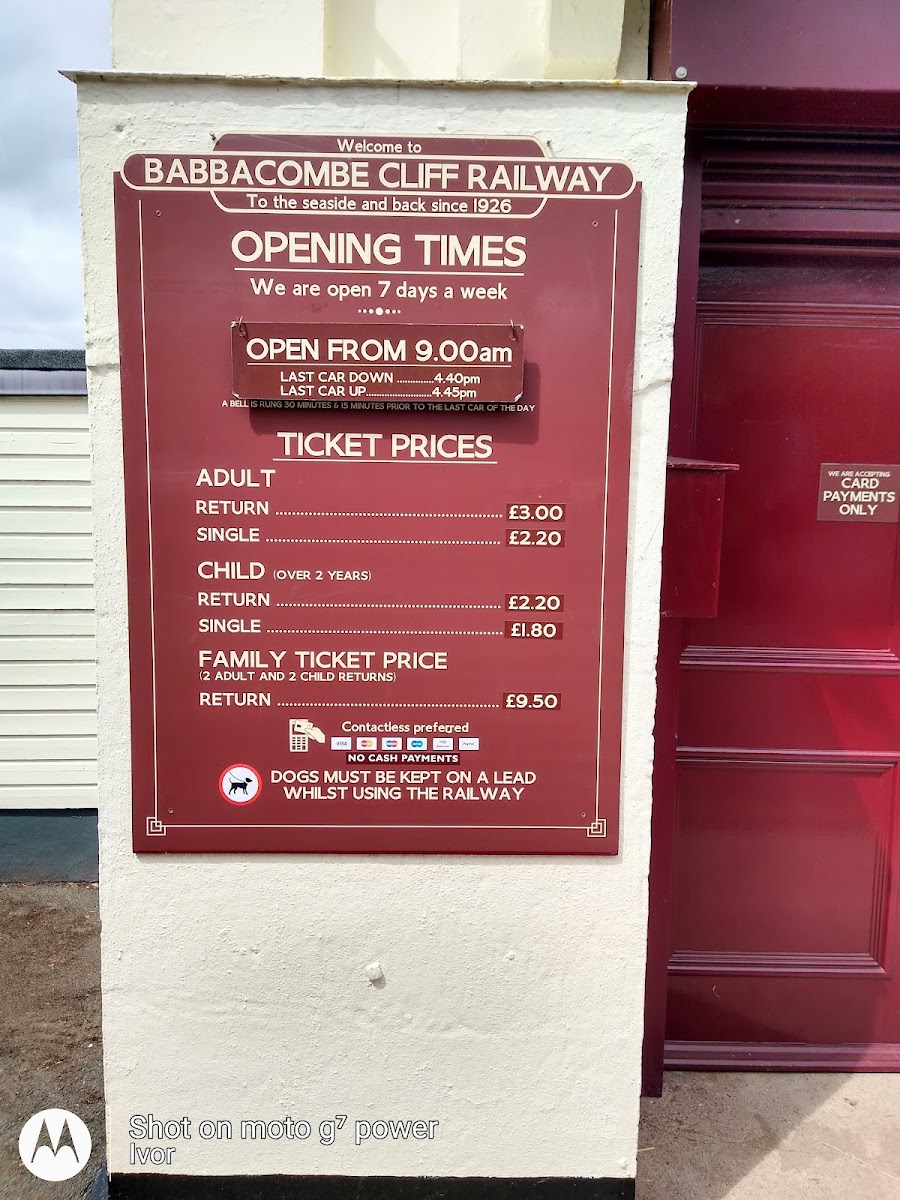 Welcome to
BABBACOMBE CLIFF RAILWAY
To the seaside and back since 1926
OPENING TIMES
We are open 7 days a week
OPEN FROM 9.00am
LAST CAR DOWN .............4.40pm
LAST CAR UP.......................4.45pm
A BELL IS RUNG 30 MINUTES & 15 MINUTES PRIOR TO THE LAST CAR OF THE DAY
TICKET PRICES
ADULT
RETURN ................................................ £3.00
SINGLE ................................................ £2.20
CHILD (OVER 2 YEARS)
RETURN ................................................ £2.20
SINGLE ................................................ £1.80
FAMILY TICKET PRICE
(2 ADULT AND 2 CHILD RETURNS)
RETURN ................................................ £9.50
Contactless preferred
VISA
PayPal
NO CASH PAYMENTS
DOGS MUST BE KEPT ON A LEAD
WHILST USING THE RAILWAY
WE ARE ACCEPTING
CARD
PAYMENTS
ONLY
Shot on moto g⁷ power
Ivor